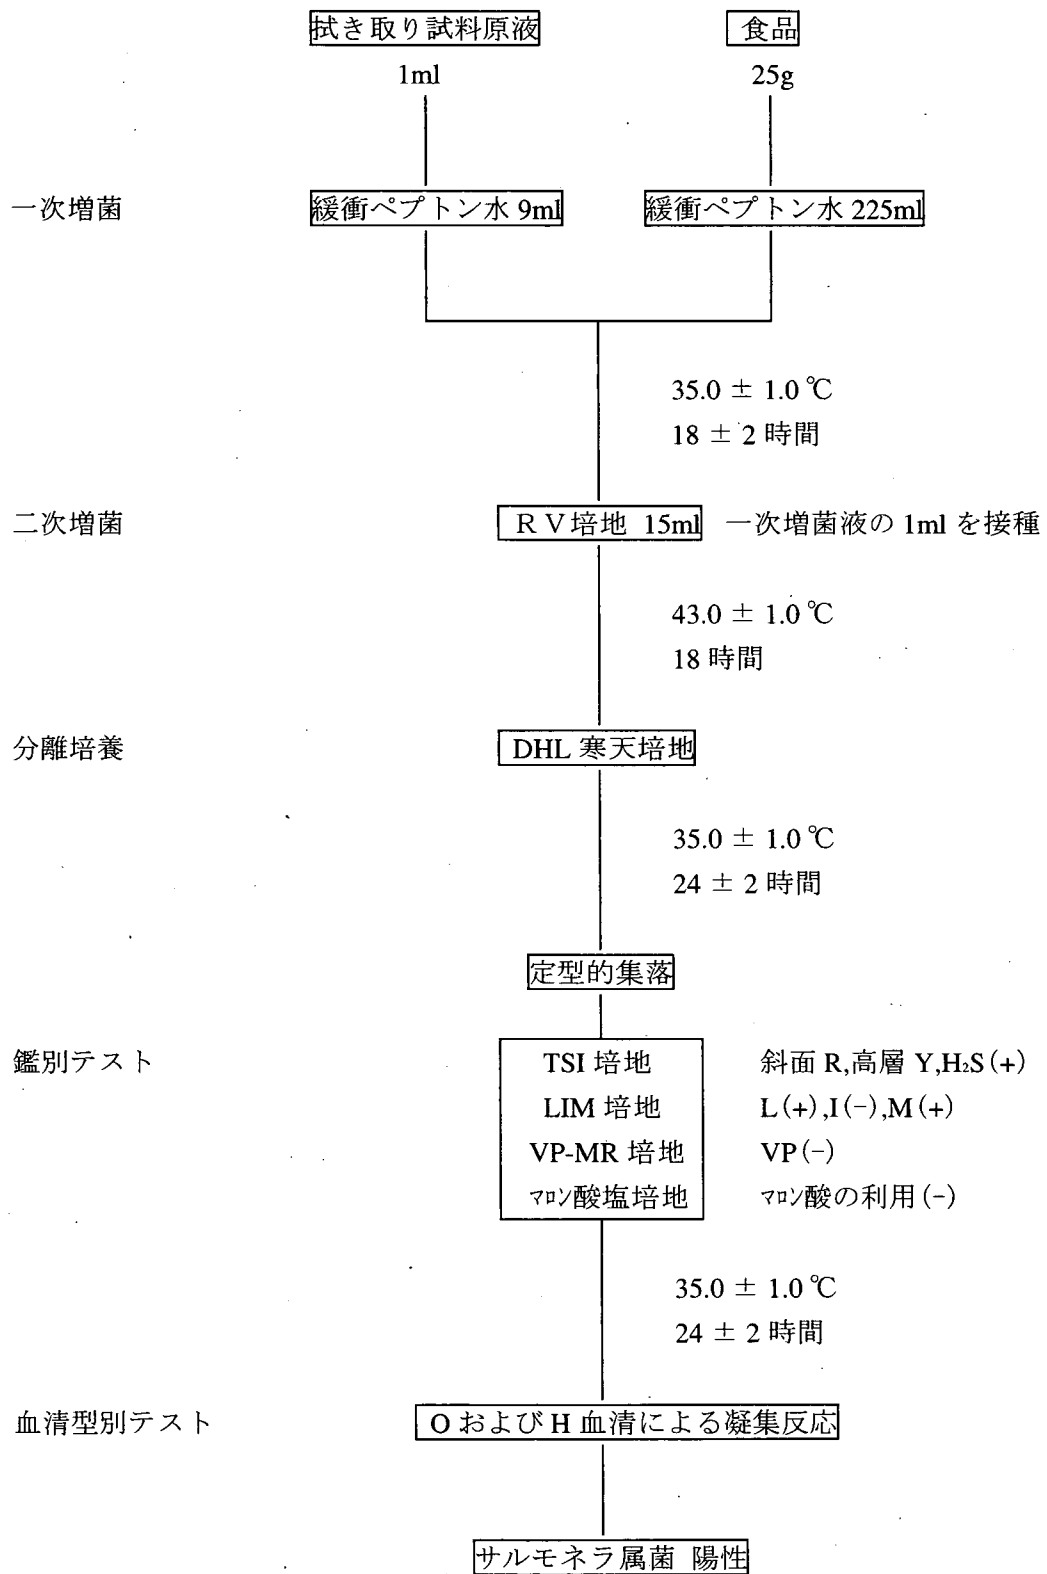 拭き取り試料原液 食品
1ml 25g
一次増菌 緩衝ペプトン水 9ml 緩衝ペプトン水 225ml
35.0 ± 1.0 ℃
18 ± 2 時間
二次増菌 RV培地 15ml 一次増菌液の 1ml を接種
43.0 ± 1.0 ℃
18 時間
分離培養 DHL 寒天培地
35.0 ± 1.0 ℃
24 ± 2 時間
定型的集落
鑑別テスト TSI 培地 斜面 R,高層 Y,H₂S(+)
LIM 培地 L(+),I(-),M(+)
VP-MR 培地 VP(-)
マロン酸塩培地 マロン酸の利用(-)
35.0 ± 1.0 ℃
24 ± 2 時間
血清型別テスト O および H 血清による凝集反応
サルモネラ属菌 陽性